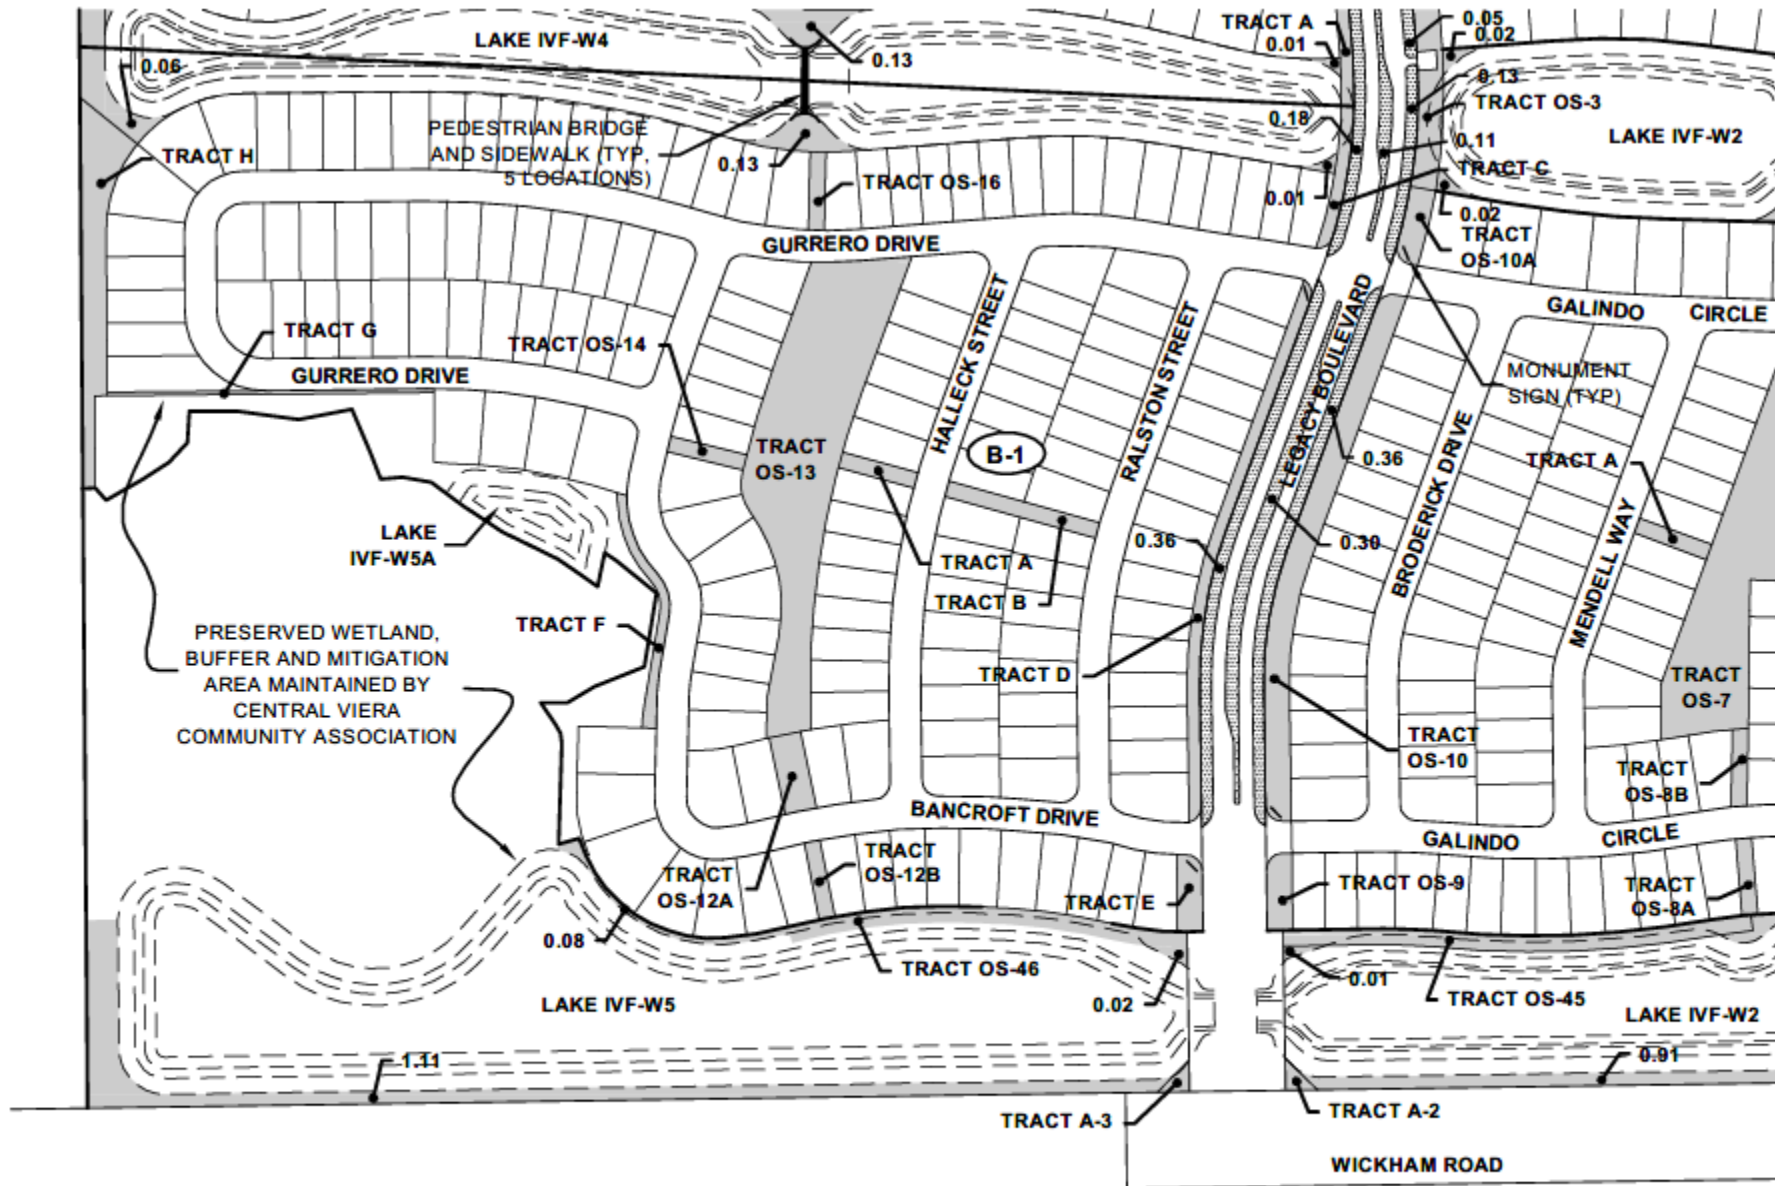 LAKE IVF-W4
0.13
TRACT A
0.01
0.05
0.02
0.06
0.13
TRACT OS-3
PEDESTRIAN BRIDGE
AND SIDEWALK (TYP,
5 LOCATIONS)
0.13
0.18
0.11
LAKE IVF-W2
TRACT H
TRACT OS-16
TRACT C
0.01
0.02
TRACT
OS-10A
GURRERO DRIVE
GALINDO
CIRCLE
TRACT G
TRACT OS-14
GURRERO DRIVE
HALLECK STREET
RALSTON STREET
LEGACY BOULEVARD
MONUMENT
SIGN (TYP)
TRACT
OS-13
B-1
0.36
TRACT A
BRODERICK DRIVE
MENDELL WAY
LAKE
IVF-W5A
0.36
0.30
TRACT A
TRACT B
TRACT F
PRESERVED WETLAND,
BUFFER AND MITIGATION
AREA MAINTAINED BY
CENTRAL VIERA
COMMUNITY ASSOCIATION
TRACT D
TRACT
OS-7
TRACT
OS-10
TRACT
OS-8B
BANCROFT DRIVE
GALINDO
CIRCLE
TRACT
OS-12A
TRACT
OS-12B
TRACT E
TRACT OS-9
TRACT
OS-8A
0.08
TRACT OS-46
0.02
0.01
TRACT OS-45
LAKE IVF-W5
LAKE IVF-W2
1.11
0.91
TRACT A-3
TRACT A-2
WICKHAM ROAD